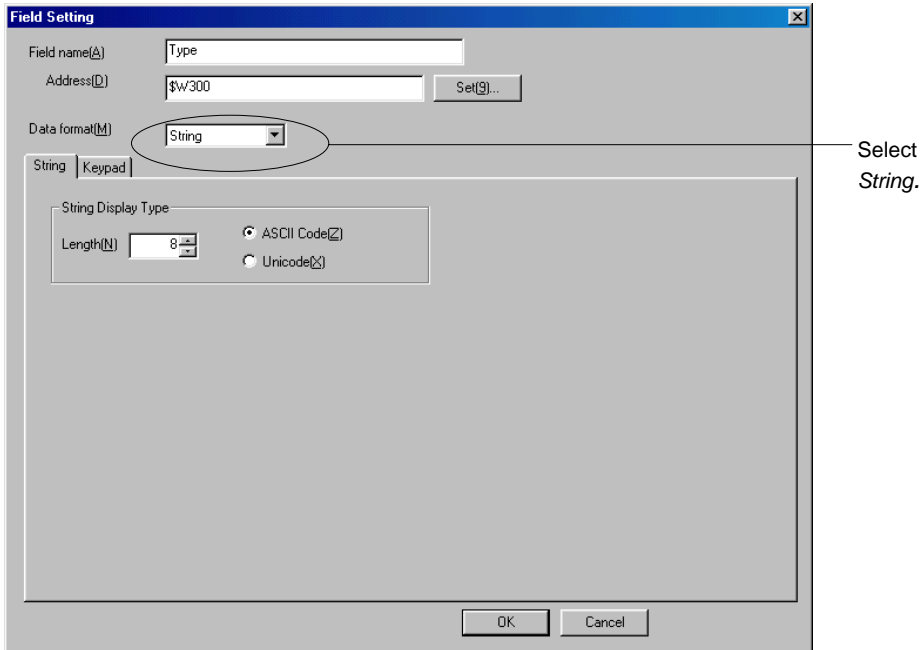 Field Setting
Field name(A) Type
Address(D) $W300 Set(9)...
Data format(M) String
Select
String.
String Keypad
String Display Type
Length(N) 8 ASCII Code(Z)
Unicode(X)
OK Cancel